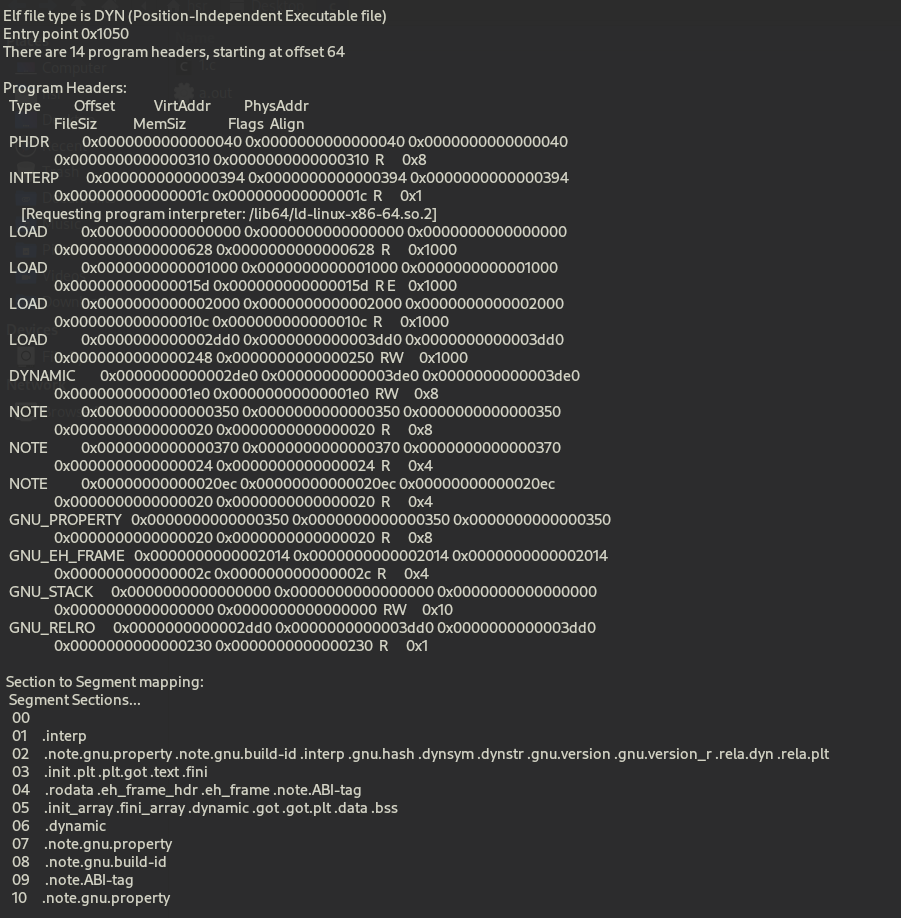 Elf file type is DYN (Position-Independent Executable file)
Entry point 0x1050
There are 14 program headers, starting at offset 64
Program Headers:
Type Offset VirtAddr PhysAddr
FileSiz MemSiz Flags Align
PHDR 0x0000000000000040 0x0000000000000040 0x0000000000000040
0x0000000000000310 0x0000000000000310 R 0x8
INTERP 0x0000000000000394 0x0000000000000394 0x0000000000000394
0x000000000000001c 0x000000000000001c R 0x1
[Requesting program interpreter: /lib64/ld-linux-x86-64.so.2]
LOAD 0x0000000000000000 0x0000000000000000 0x0000000000000000
0x0000000000000628 0x0000000000000628 R 0x1000
LOAD 0x0000000000001000 0x0000000000001000 0x0000000000001000
0x000000000000015d 0x000000000000015d R E 0x1000
LOAD 0x0000000000002000 0x0000000000002000 0x0000000000002000
0x000000000000010c 0x000000000000010c R 0x1000
LOAD 0x0000000000002dd0 0x0000000000003dd0 0x0000000000003dd0
0x0000000000000248 0x0000000000000250 RW 0x1000
DYNAMIC 0x0000000000002de0 0x0000000000003de0 0x0000000000003de0
0x00000000000001e0 0x00000000000001e0 RW 0x8
NOTE 0x0000000000000350 0x0000000000000350 0x0000000000000350
0x0000000000000020 0x0000000000000020 R 0x8
NOTE 0x0000000000000370 0x0000000000000370 0x0000000000000370
0x0000000000000024 0x0000000000000024 R 0x4
NOTE 0x00000000000020ec 0x00000000000020ec 0x00000000000020ec
0x0000000000000020 0x0000000000000020 R 0x4
GNU_PROPERTY 0x0000000000000350 0x0000000000000350 0x0000000000000350
0x0000000000000020 0x0000000000000020 R 0x8
GNU_EH_FRAME 0x0000000000002014 0x0000000000002014 0x0000000000002014
0x000000000000002c 0x000000000000002c R 0x4
GNU_STACK 0x0000000000000000 0x0000000000000000 0x0000000000000000
0x0000000000000000 0x0000000000000000 RW 0x10
GNU_RELRO 0x0000000000002dd0 0x0000000000003dd0 0x0000000000003dd0
0x0000000000000230 0x0000000000000230 R 0x1
Section to Segment mapping:
Segment Sections...
00
01 .interp
02 .note.gnu.property .note.gnu.build-id .interp .gnu.hash .dynsym .dynstr .gnu.version .gnu.version_r .rela.dyn .rela.plt
03 .init .plt .plt.got .text .fini
04 .rodata .eh_frame_hdr .eh_frame .note.ABI-tag
05 .init_array .fini_array .dynamic .got .got.plt .data .bss
06 .dynamic
07 .note.gnu.property
08 .note.gnu.build-id
09 .note.ABI-tag
10 .note.gnu.property